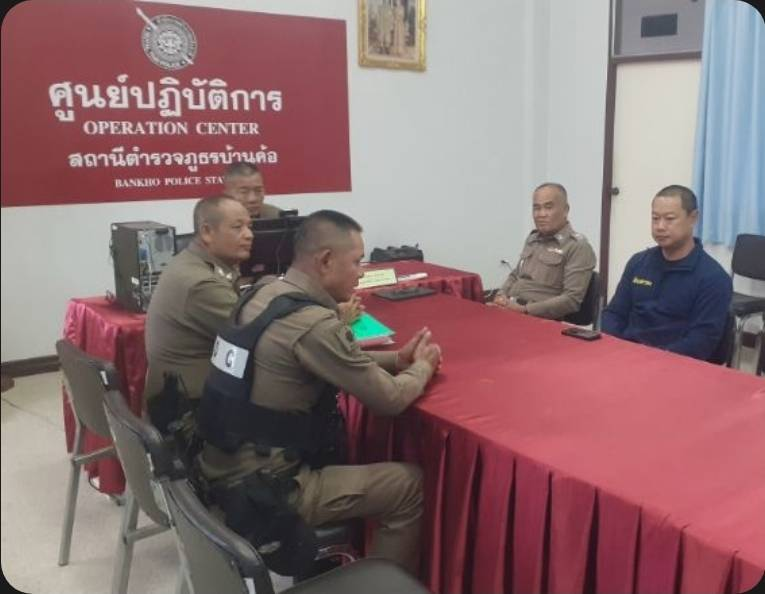 ศูนย์ปฏิบัติการ
OPERATION CENTER
สถานีตำรวจภูธรบ้านค้อ
BANKHO POLICE STA